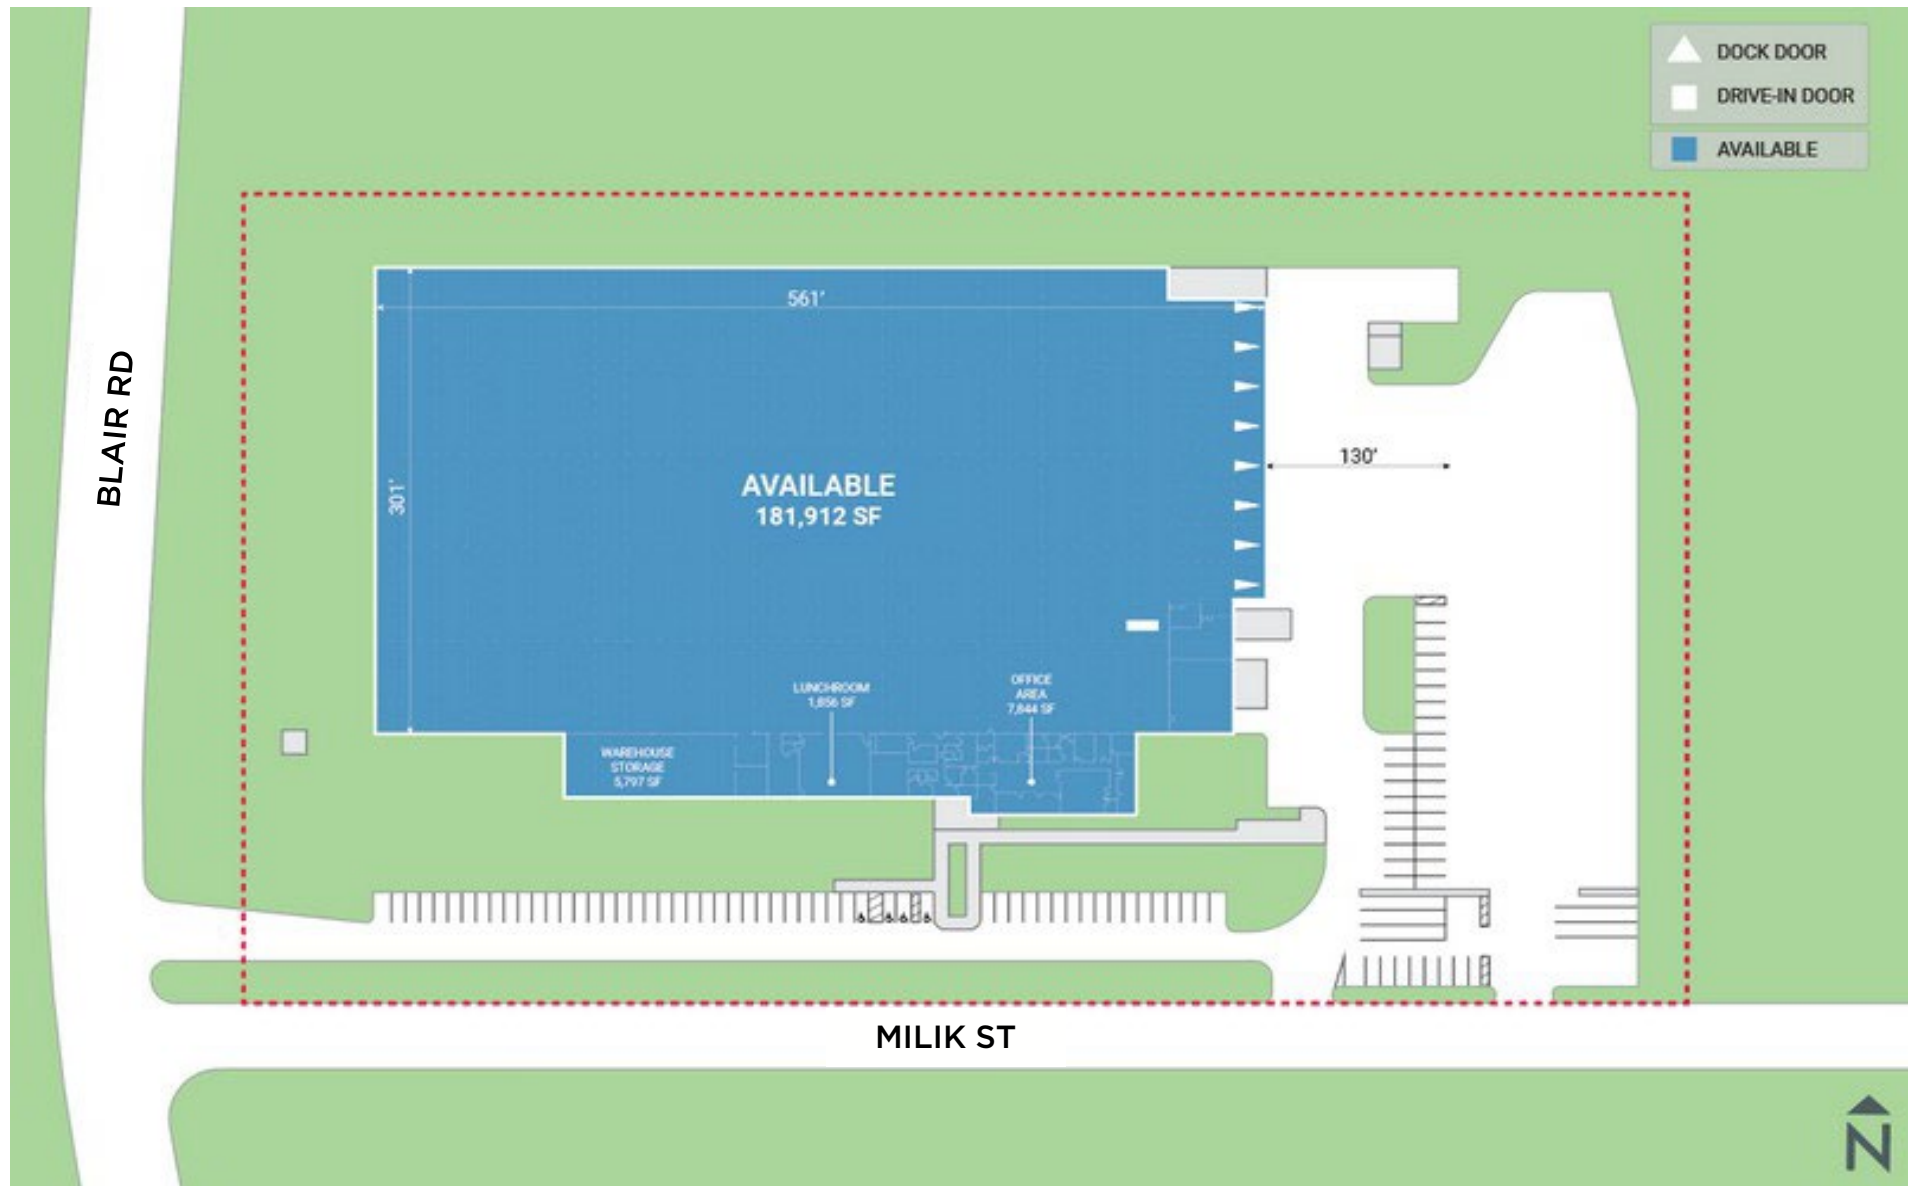 DOCK DOOR
DRIVE-IN DOOR
AVAILABLE
561'
BLAIR RD
301'
AVAILABLE
181,912 SF
130'
LUNCHROOM
1,856 SF
OFFICE
AREA
7,844 SF
WAREHOUSE
STORAGE
5,797 SF
MILIK ST
N